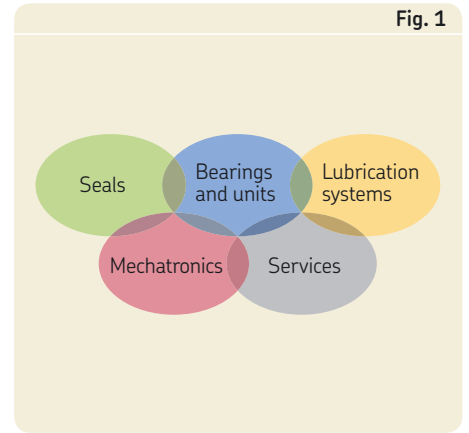 Fig. 1
Seals
Bearings
and units
Lubrication
systems
Mechatronics
Services